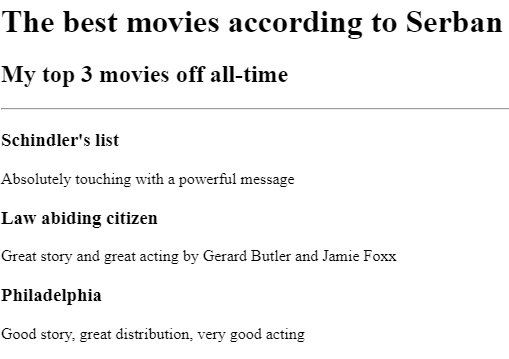 The best movies according to Serban
My top 3 movies off all-time
Schindler's list
Absolutely touching with a powerful message
Law abiding citizen
Great story and great acting by Gerard Butler and Jamie Foxx
Philadelphia
Good story, great distribution, very good acting